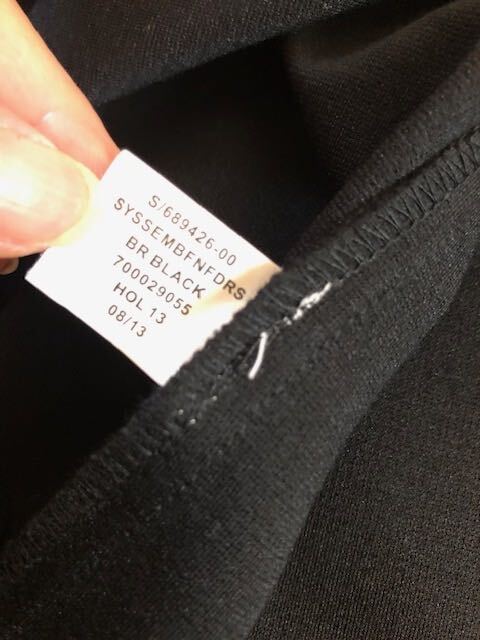 S/689426-00
SYSSEMBFNFDRS
BR BLACK
700029055
HOL 13
08/13